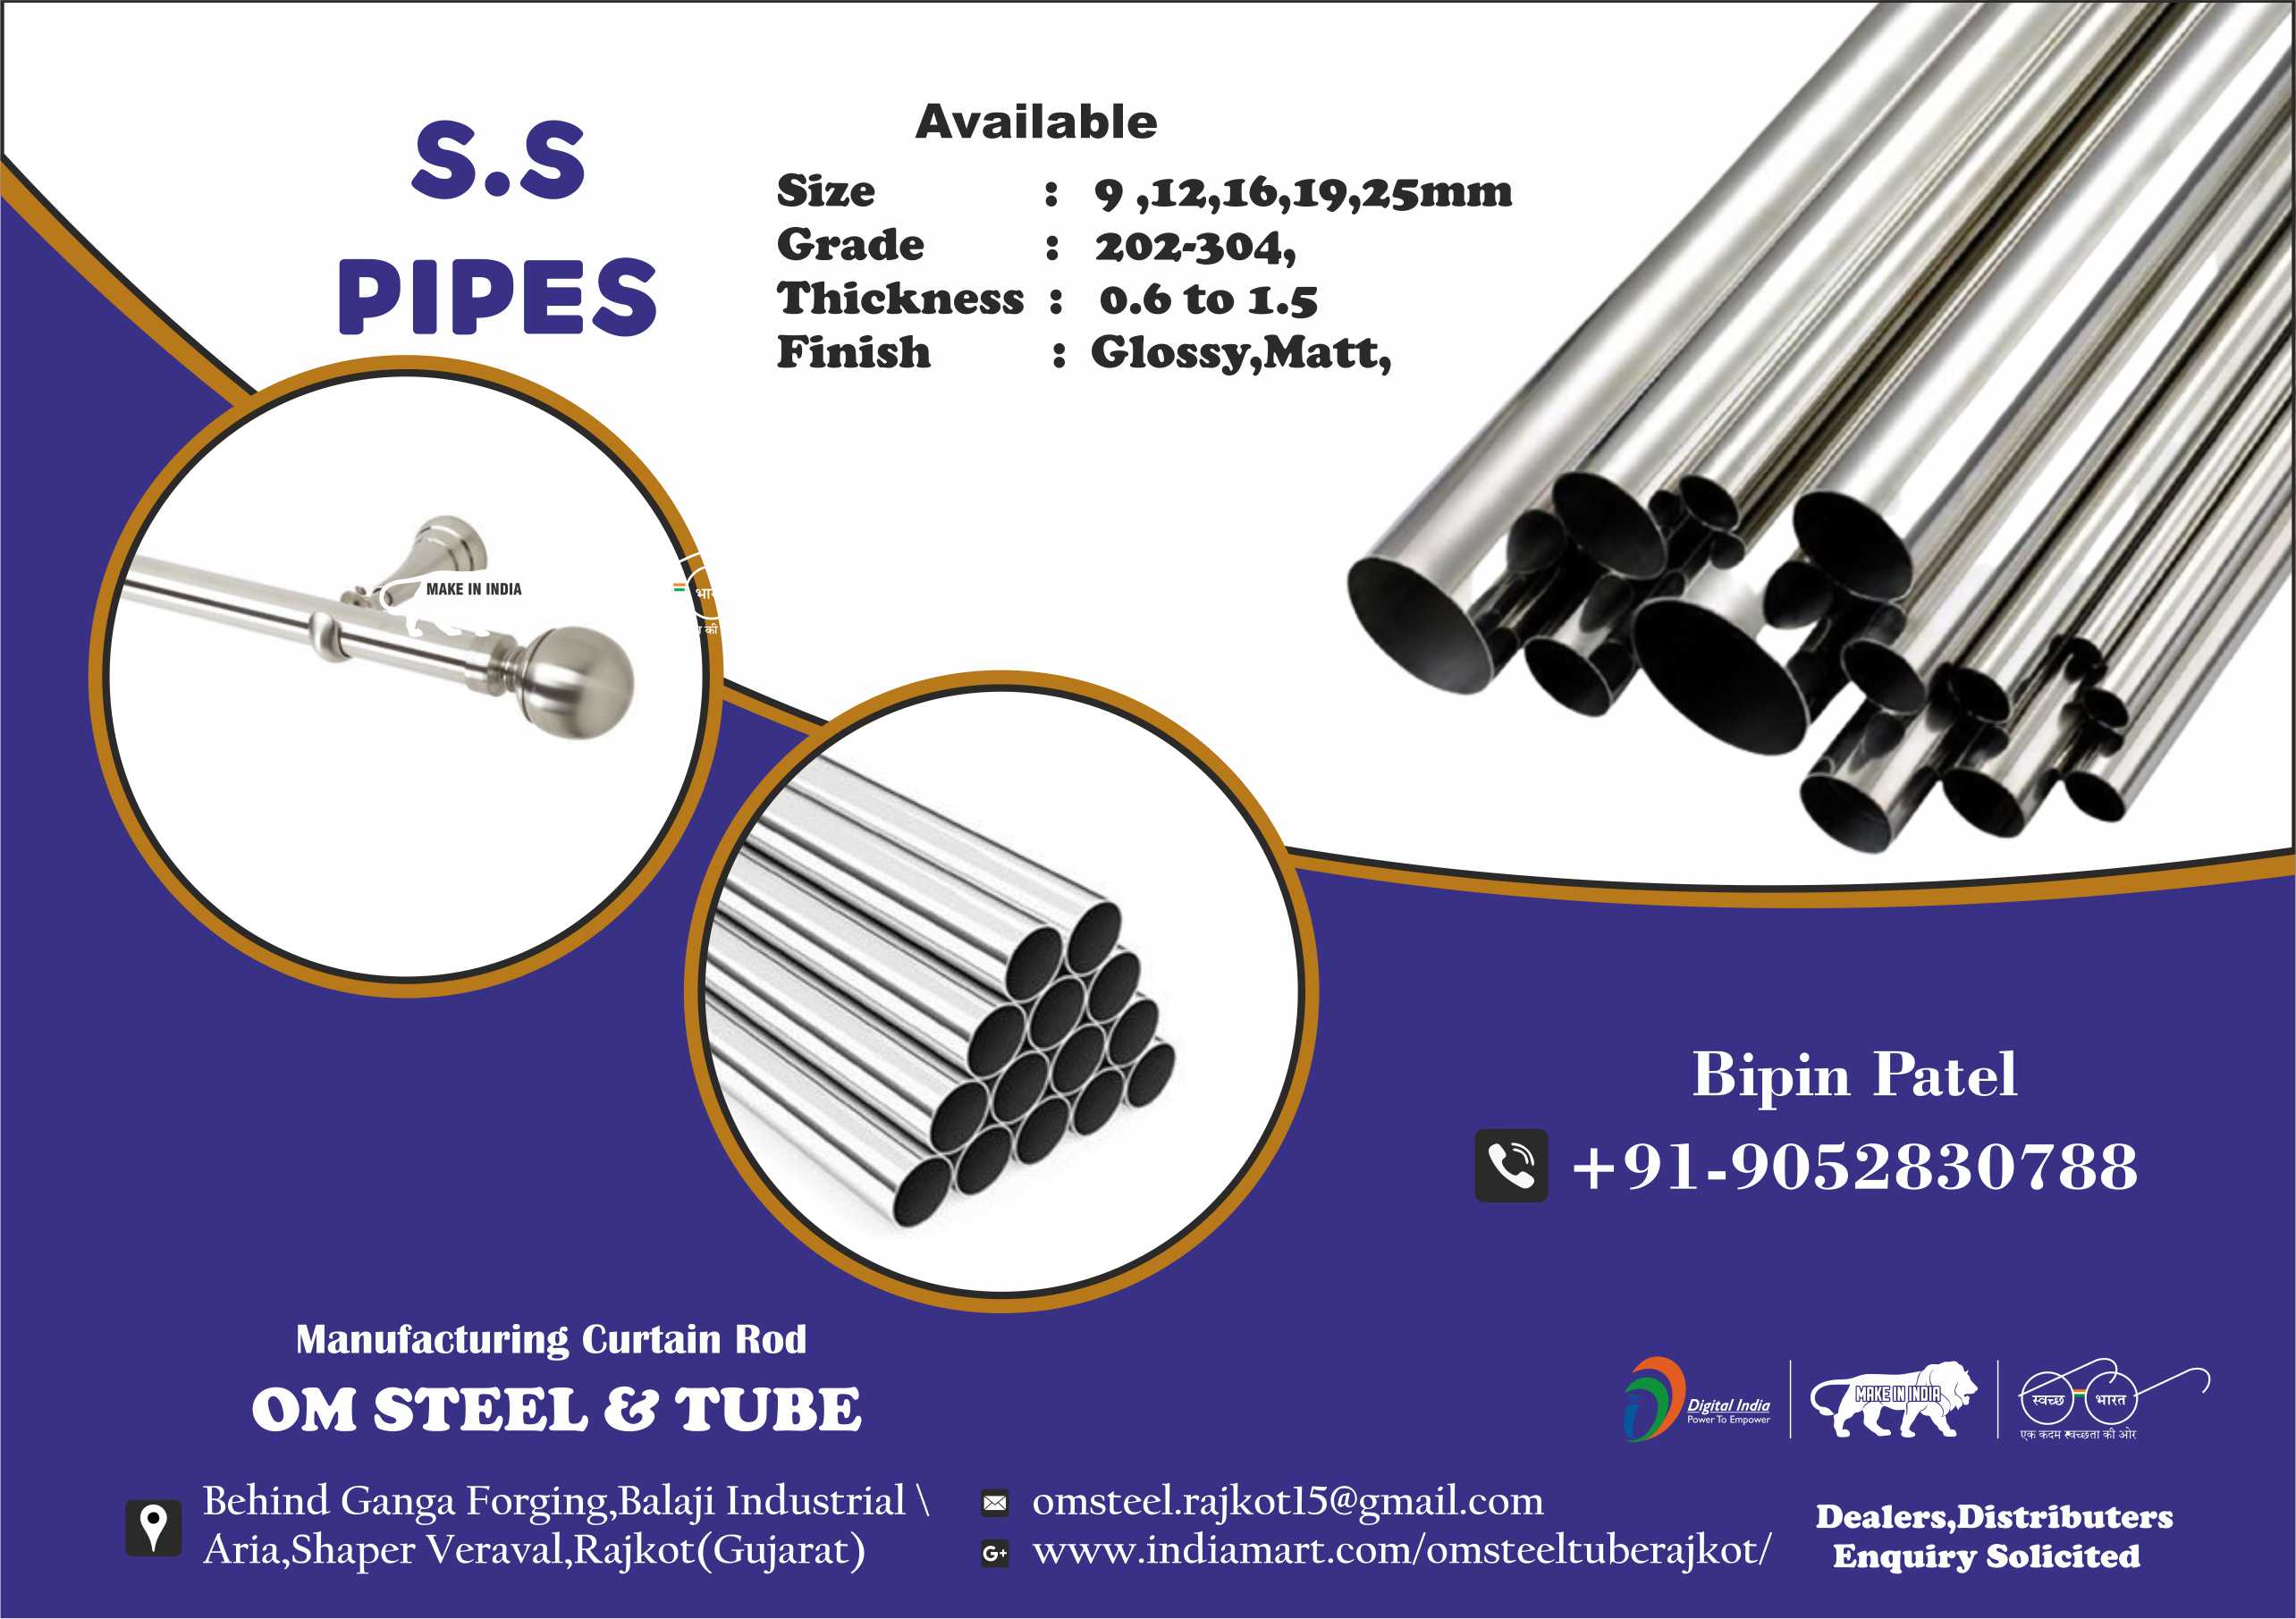 S.S
PIPES
Available
Size : 9 ,12,16,19,25mm
Grade : 202-304,
Thickness : 0.6 to 1.5
Finish : Glossy,Matt,
MAKE IN INDIA
की
Bipin Patel
+91-9052830788
Manufacturing Curtain Rod
OM STEEL & TUBE
Behind Ganga Forging,Balaji Industrial \
Aria,Shaper Veraval,Rajkot(Gujarat)
omsteel.rajkot15@gmail.com
G+ www.indiamart.com/omsteeltuberajkot/
Digital India
Power To Empower
MAKE IN INDIA
स्वच्छ भारत
एक कदम स्वच्छता की ओर
Dealers,Distributers
Enquiry Solicited